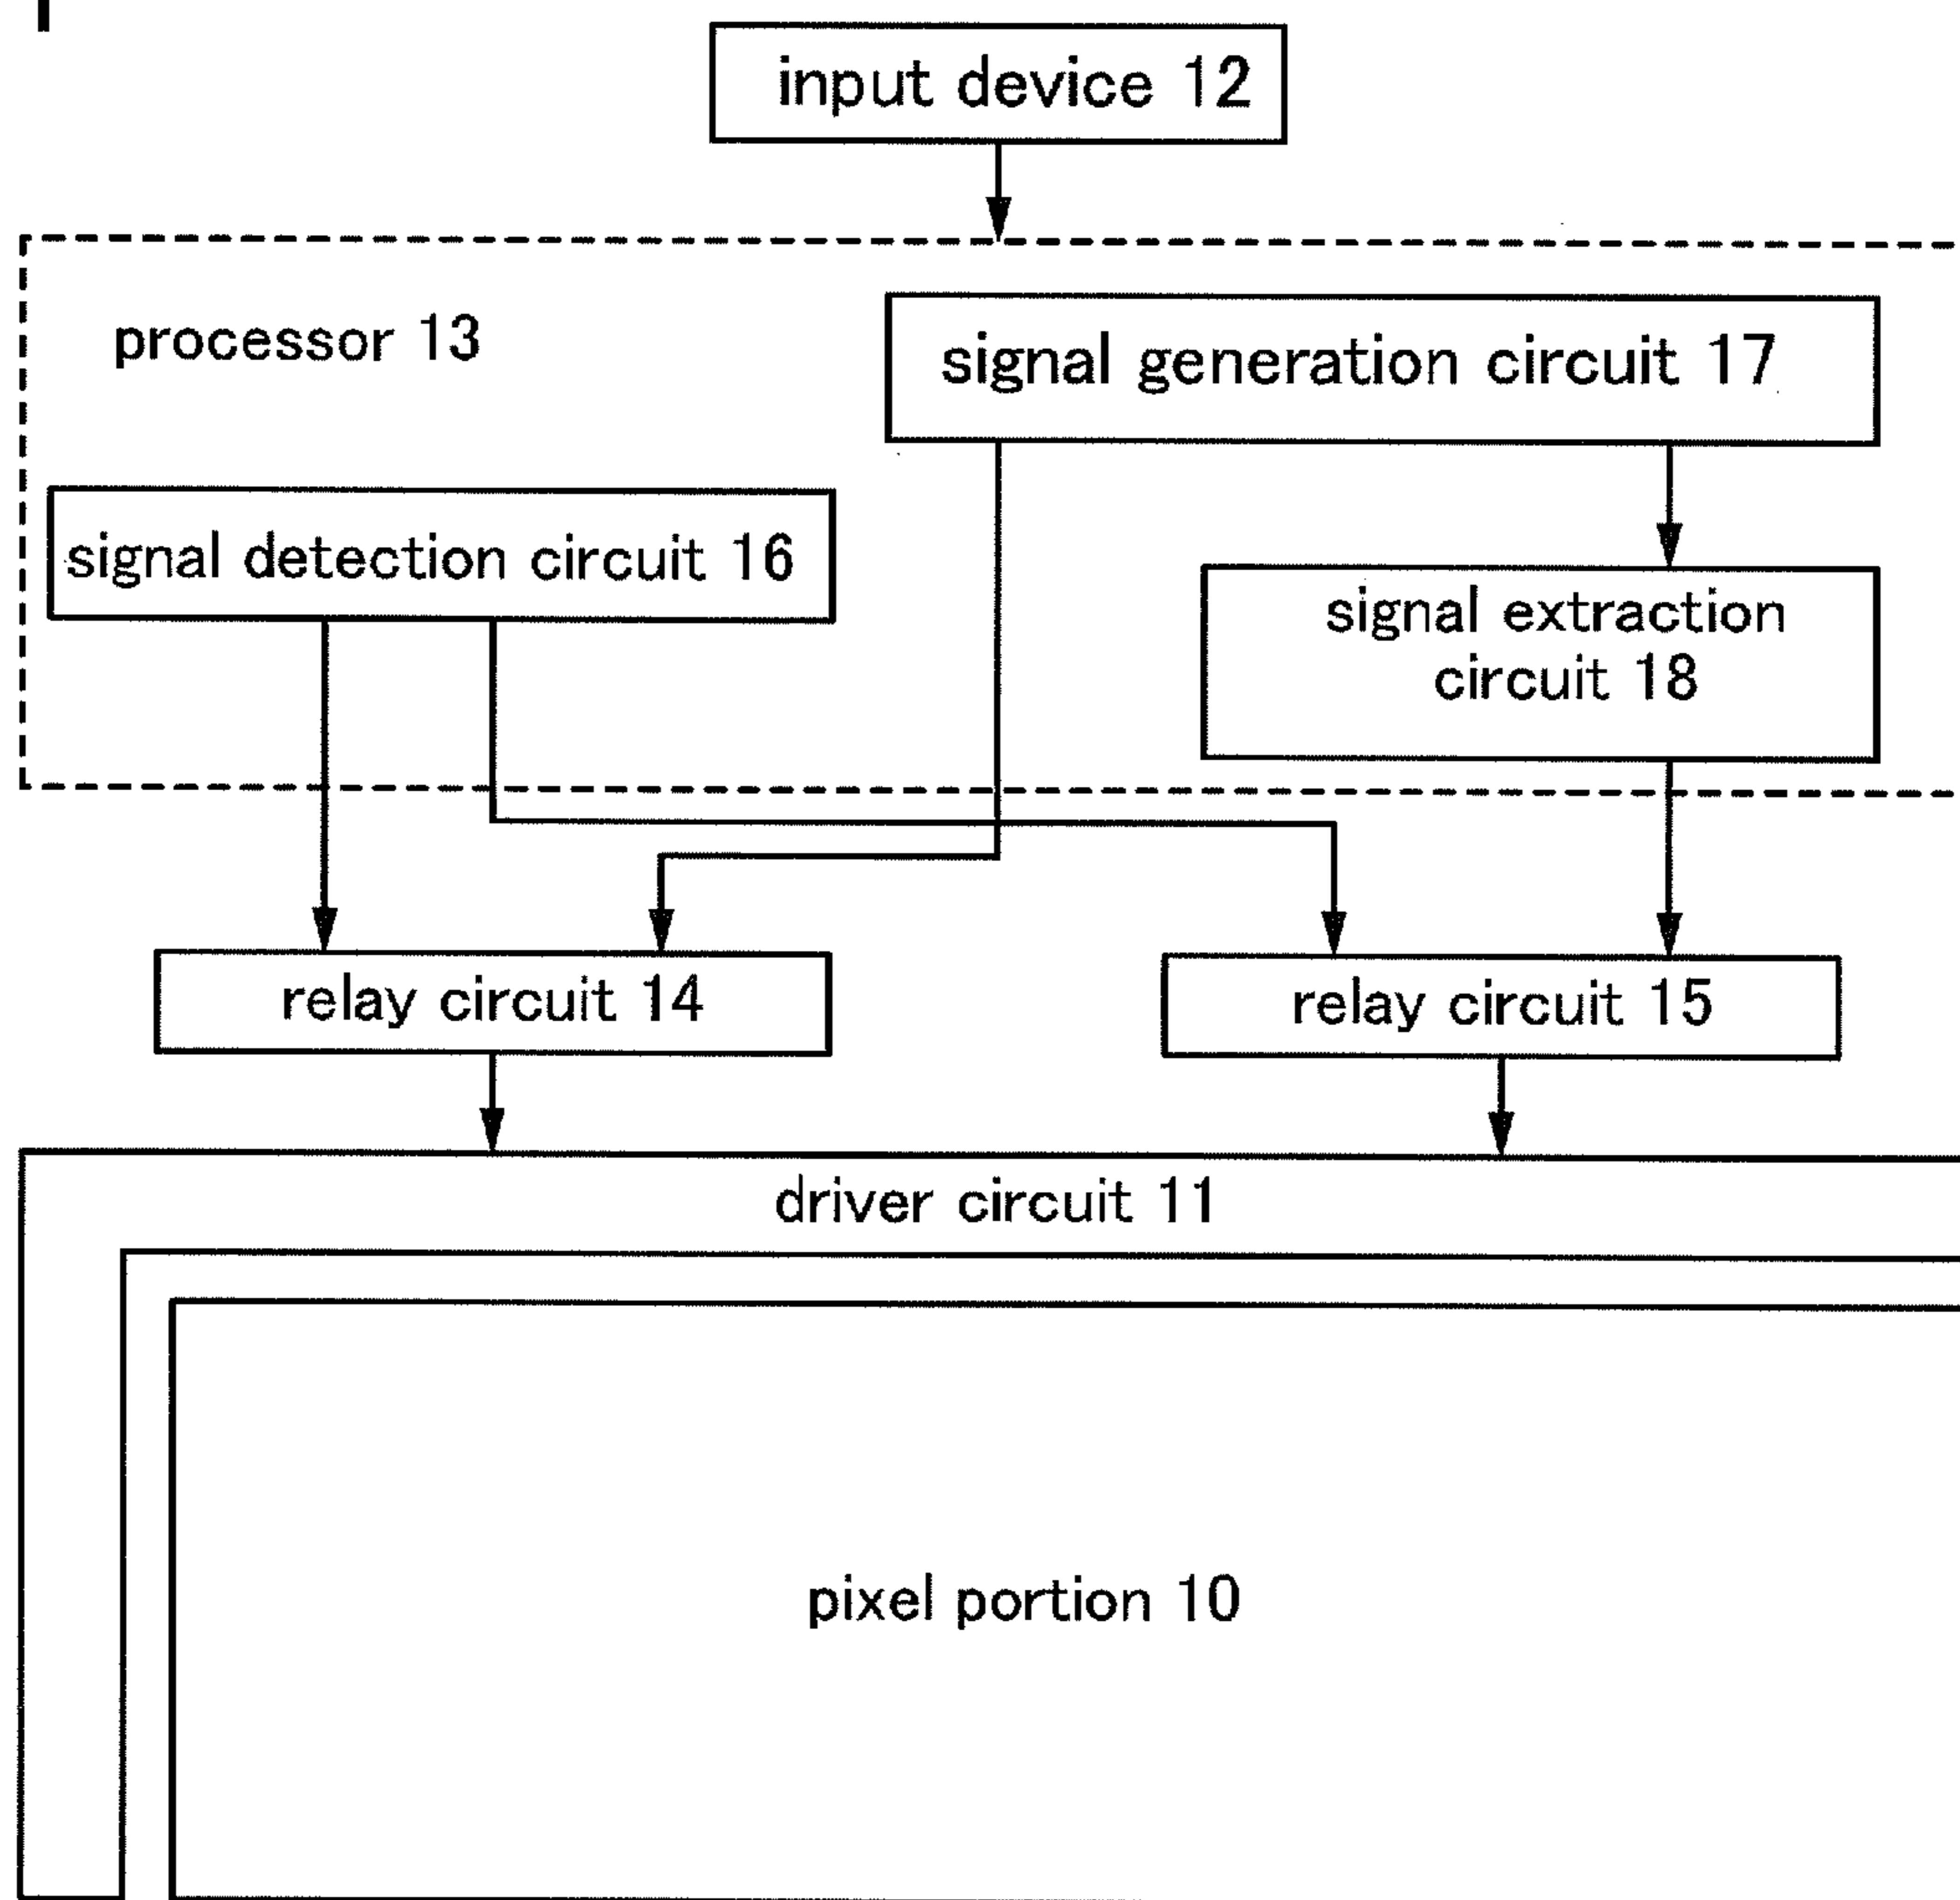 input device 12
processor 13
signal generation circuit 17
signal detection circuit 16
signal extraction
circuit 18
relay circuit 14
relay circuit 15
driver circuit 11
pixel portion 10